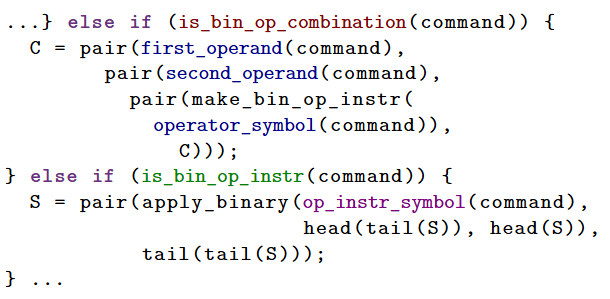 ...} else if (is_bin_op_combination(command)) {
C = pair(first_operand(command),
pair(second_operand(command),
pair(make_bin_op_instr(
operator_symbol(command)),
C)));
} else if (is_bin_op_instr(command)) {
S = pair(apply_binary(op_instr_symbol(command),
head(tail(S)), head(S)),
tail(tail(S)));
} ...